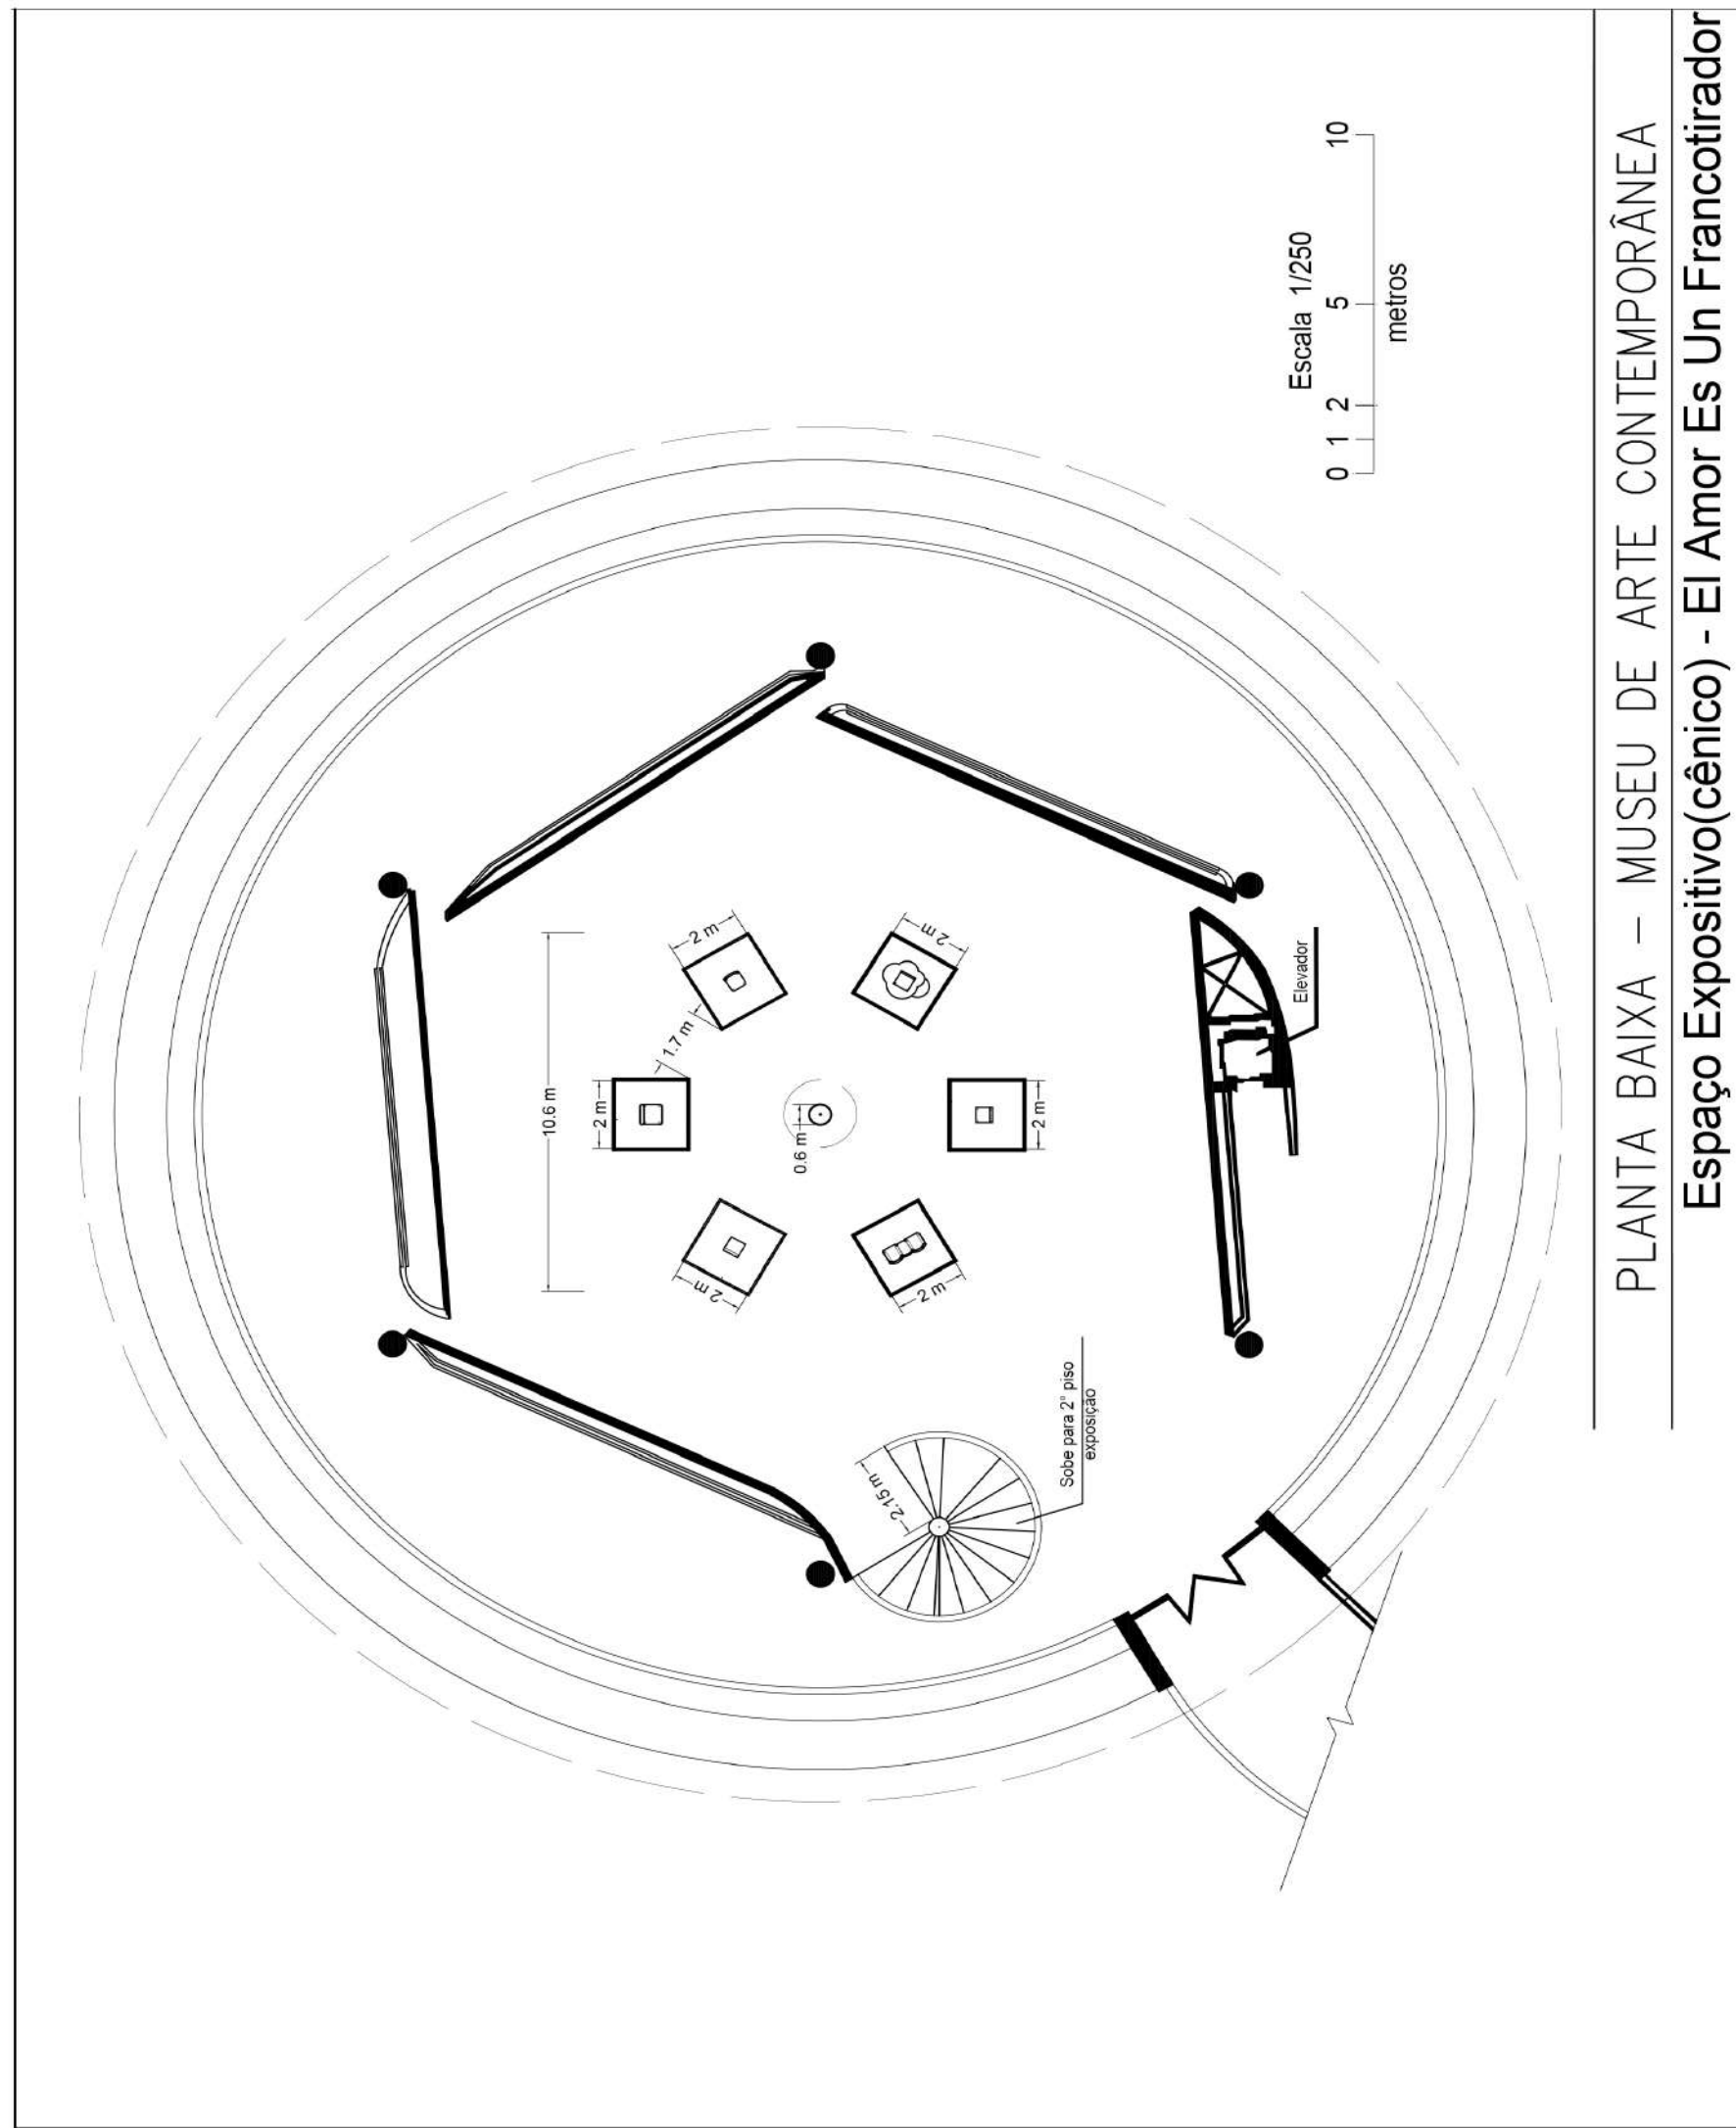 2 m
2 m
1.7 m
10.6 m
2 m
0.6 m
2 m
2 m
2 m
2.15 m
Sobe para 2° piso
exposição
Elevador
Escala 1/250
0 1 2 5 10
metros
PLANTA BAIXA – MUSEU DE ARTE CONTEMPORÂNEA
Espaço Expositivo(cênico) - El Amor Es Un Francotirador